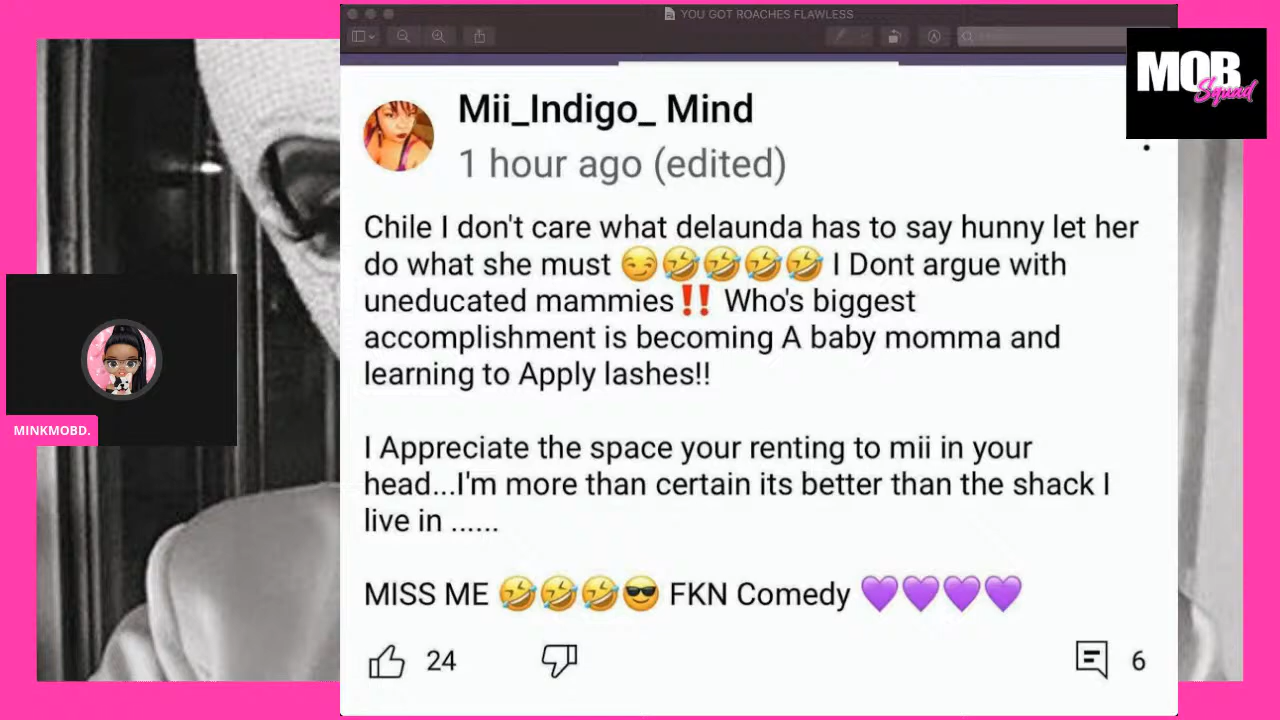 YOU GOT ROACHES FLAWLESS
MOB
Squad
Mii_Indigo_ Mind
1 hour ago (edited)
Chile I don't care what delaunda has to say hunny let her
do what she must 😏🤣🤣🤣🤣 I Dont argue with
uneducated mammies‼️ Who's biggest
accomplishment is becoming A baby momma and
learning to Apply lashes!!
I Appreciate the space your renting to mii in your
head...I'm more than certain its better than the shack I
live in ......
MISS ME 🤣🤣🤣😎 FKN Comedy 💜💜💜💜
24
6
MINKMOBD.